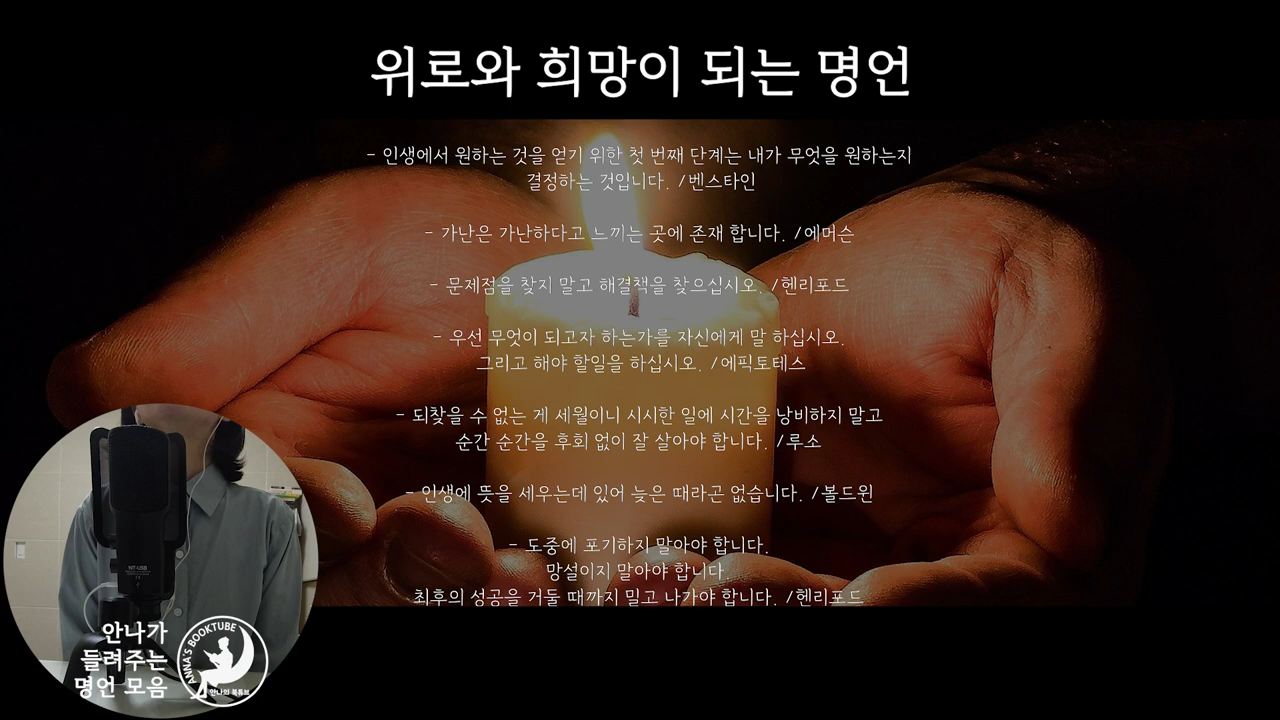 위로와 희망이 되는 명언
- 인생에서 원하는 것을 얻기 위한 첫 번째 단계는 내가 무엇을 원하는지
결정하는 것입니다. /벤스타인
- 가난은 가난하다고 느끼는 곳에 존재 합니다. /에머슨
- 문제점을 찾지 말고 해결책을 찾으십시오. /헨리포드
- 우선 무엇이 되고자 하는가를 자신에게 말 하십시오.
그리고 해야 할일을 하십시오. /에픽토테스
- 되찾을 수 없는 게 세월이니 시시한 일에 시간을 낭비하지 말고
순간 순간을 후회 없이 잘 살아야 합니다. /루소
- 인생에 뜻을 세우는데 있어 늦은 때라곤 없습니다. /볼드윈
- 도중에 포기하지 말아야 합니다.
망설이지 말아야 합니다.
최후의 성공을 거둘 때까지 밀고 나가야 합니다. /헨리포드
NT-USB
안나가
들려주는
명언 모음
ANNA'S BOOKTUBE
안나의 북튜브